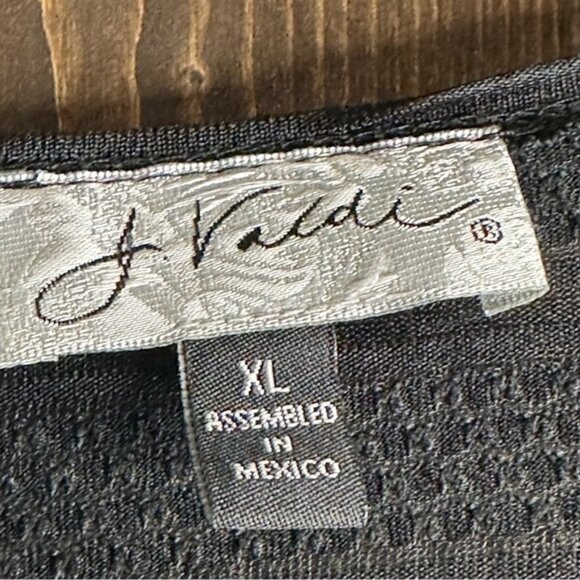 J. Valdi ®
XL
ASSEMBLED
IN
MEXICO